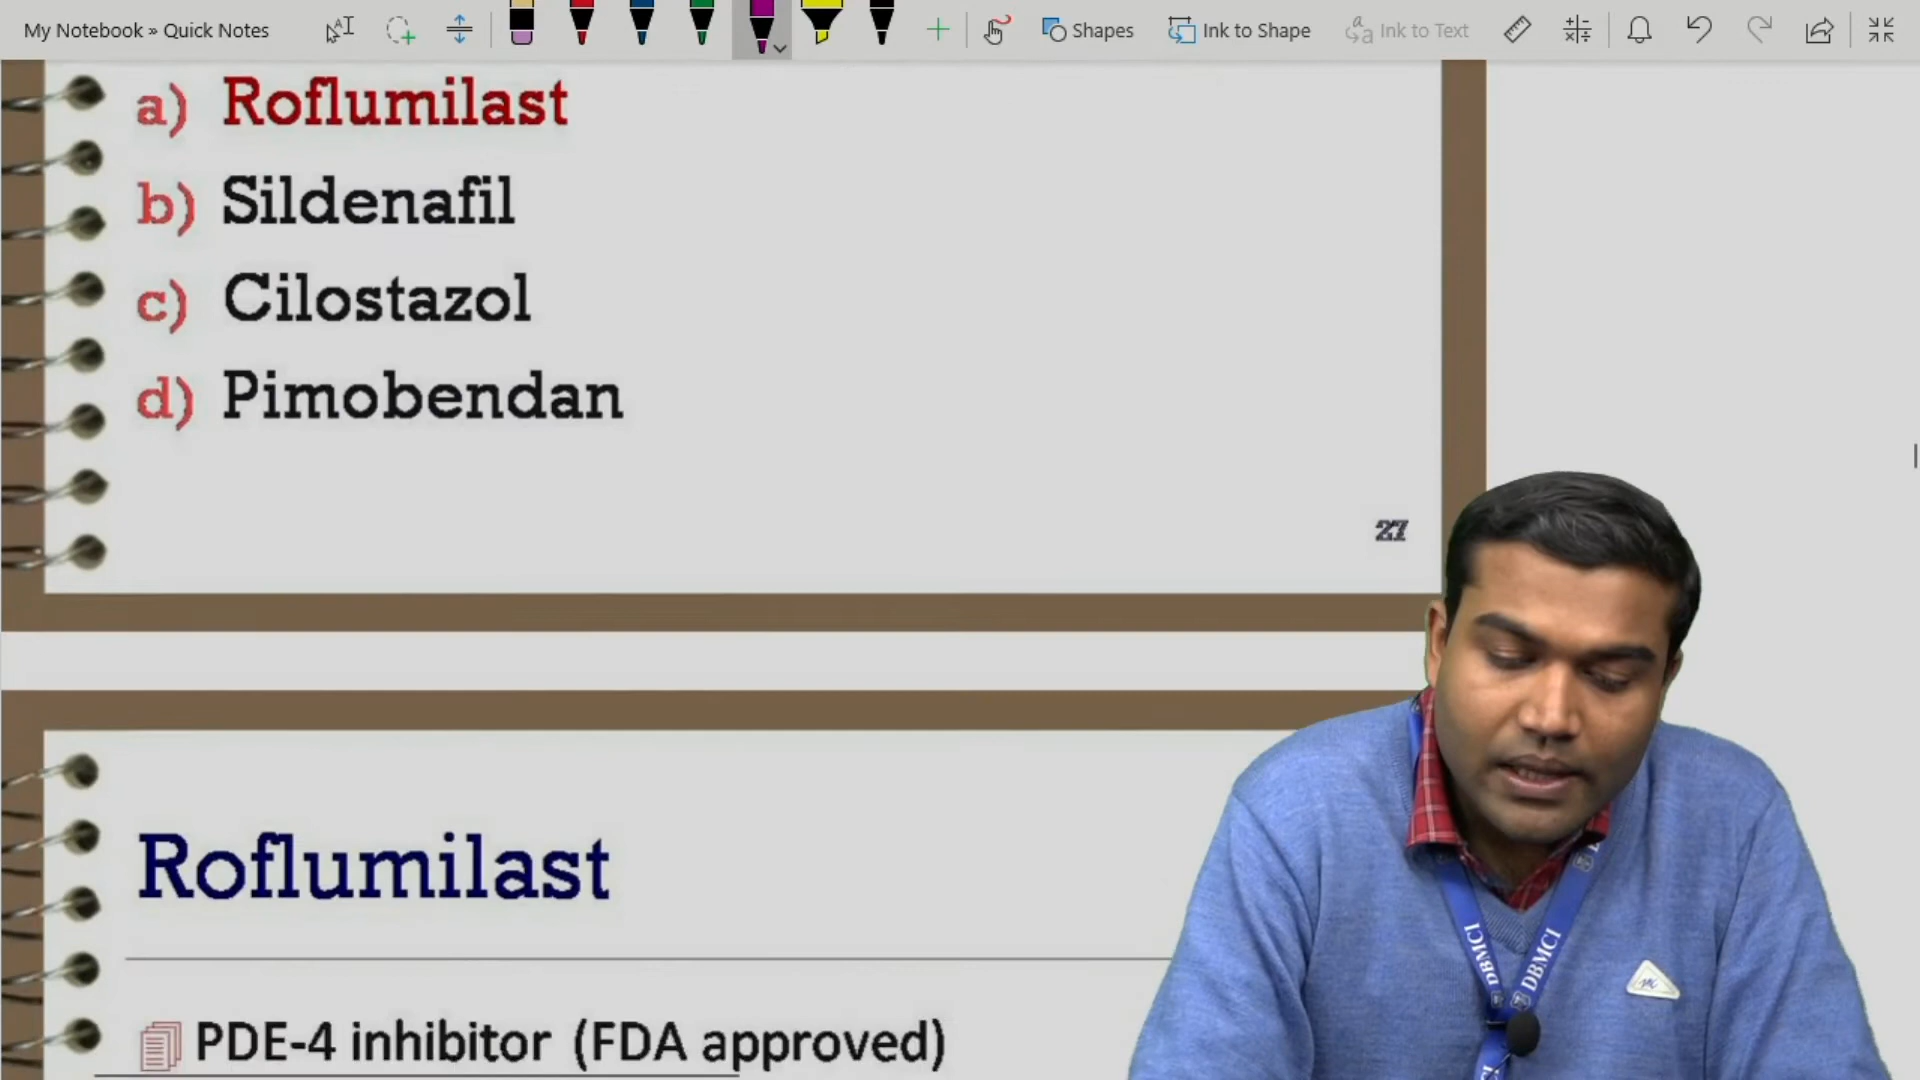 My Notebook » Quick Notes
Shapes
Ink to Shape
Ink to Text
a) Roflumilast
b) Sildenafil
c) Cilostazol
d) Pimobendan
27
Roflumilast
PDE-4 inhibitor (FDA approved)
DBMCI
DBMCI